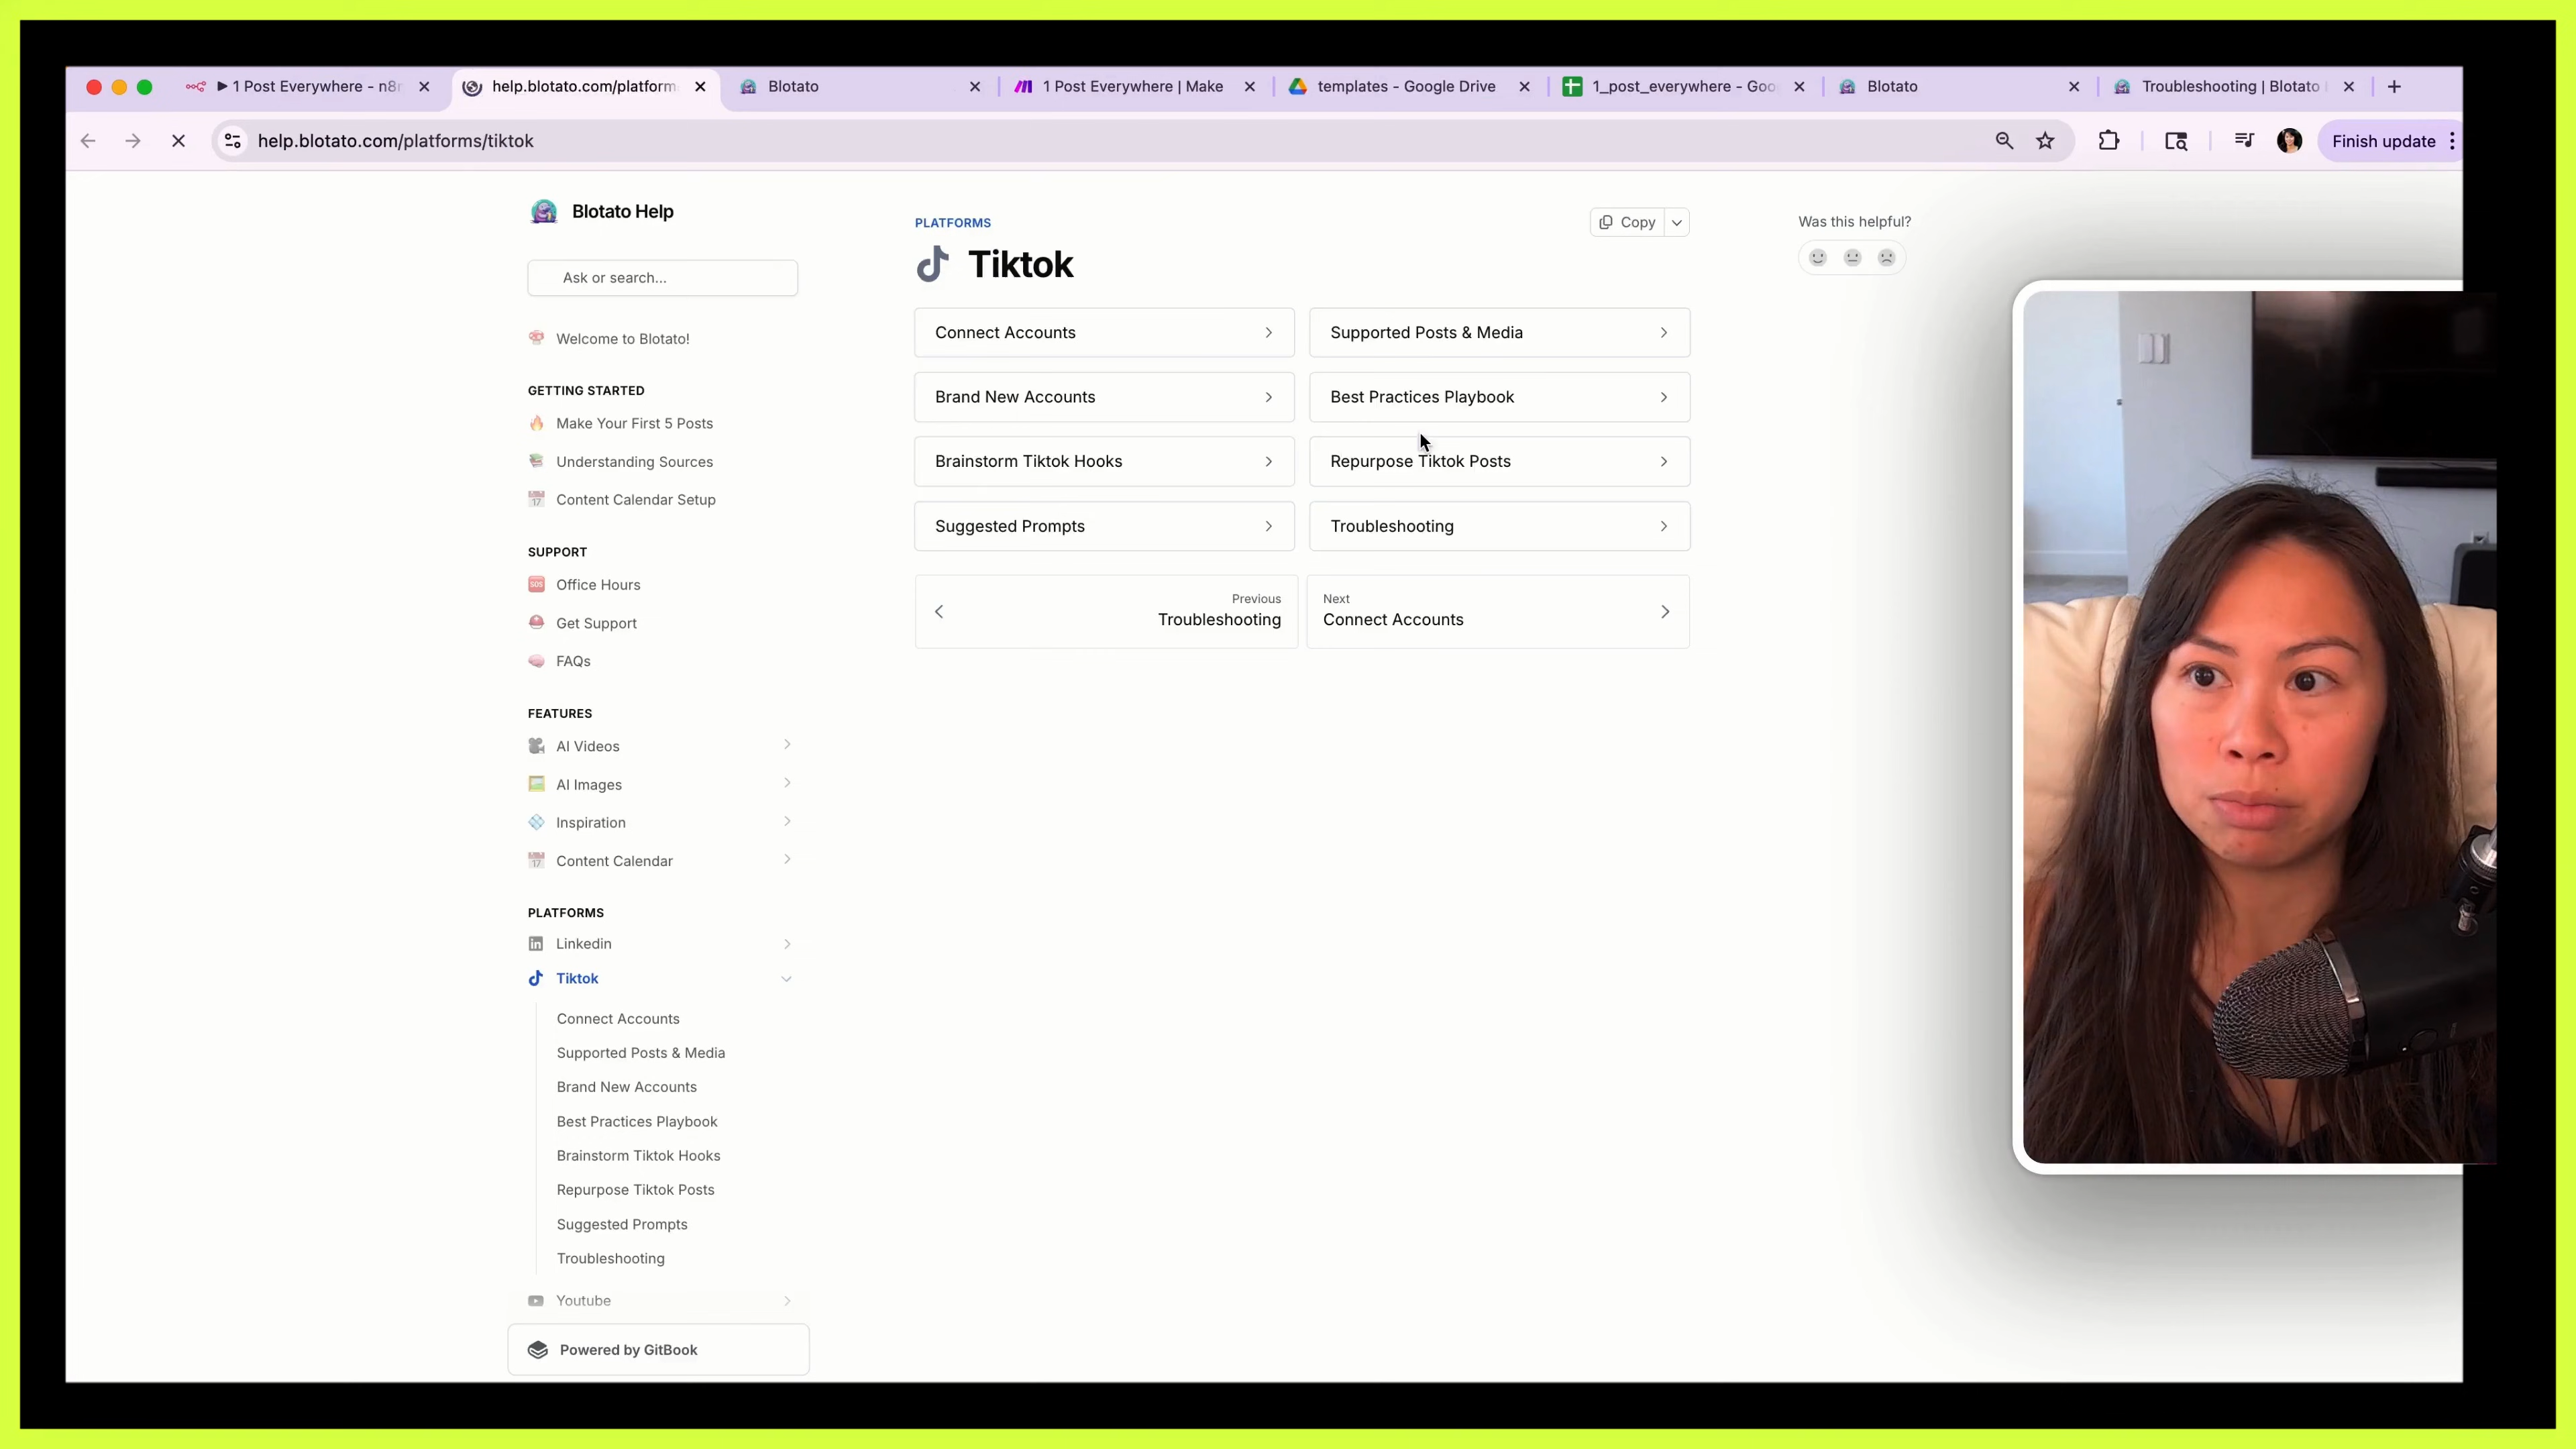 1 Post Everywhere - n8n
help.blotato.com/platform
Blotato
1 Post Everywhere | Make
templates - Google Drive
1_post_everywhere - Goo
Blotato
Troubleshooting | Blotato
help.blotato.com/platforms/tiktok
Finish update
Blotato Help
Ask or search...
Welcome to Blotato!
GETTING STARTED
Make Your First 5 Posts
Understanding Sources
17
Content Calendar Setup
SUPPORT
SOS
Office Hours
Get Support
FAQs
FEATURES
AI Videos
AI Images
Inspiration
17
Content Calendar
PLATFORMS
Linkedin
Tiktok
Connect Accounts
Supported Posts & Media
Brand New Accounts
Best Practices Playbook
Brainstorm Tiktok Hooks
Repurpose Tiktok Posts
Suggested Prompts
Troubleshooting
Youtube
Powered by GitBook
PLATFORMS
Copy
Tiktok
Connect Accounts
Supported Posts & Media
Brand New Accounts
Best Practices Playbook
Brainstorm Tiktok Hooks
Repurpose Tiktok Posts
Suggested Prompts
Troubleshooting
Previous
Troubleshooting
Next
Connect Accounts
Was this helpful?